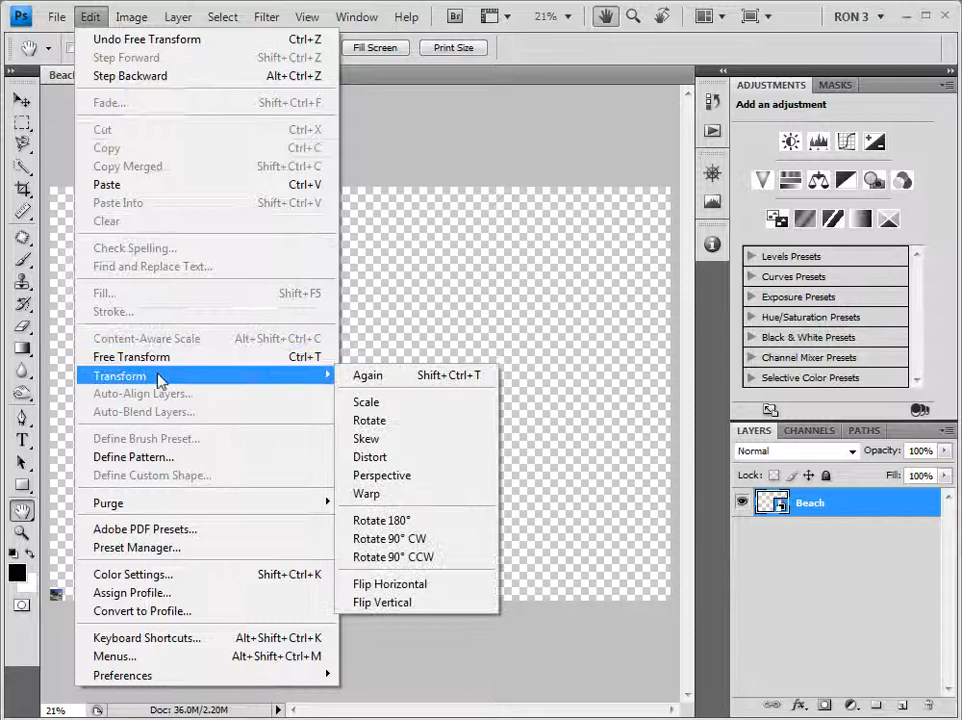 Ps File Edit Image Layer Select Filter View Window Help Br 21% RON 3
Fill Screen Print Size
Beac
Undo Free Transform Ctrl+Z
Step Forward Shift+Ctrl+Z
Step Backward Alt+Ctrl+Z
Fade... Shift+Ctrl+F
Cut Ctrl+X
Copy Ctrl+C
Copy Merged Shift+Ctrl+C
Paste Ctrl+V
Paste Into Shift+Ctrl+V
Clear
Check Spelling...
Find and Replace Text...
Fill... Shift+F5
Stroke...
Content-Aware Scale Alt+Shift+Ctrl+C
Free Transform Ctrl+T
Transform
Auto-Align Layers...
Auto-Blend Layers...
Define Brush Preset...
Define Pattern...
Define Custom Shape...
Purge
Adobe PDF Presets...
Preset Manager...
Color Settings... Shift+Ctrl+K
Assign Profile...
Convert to Profile...
Keyboard Shortcuts... Alt+Shift+Ctrl+K
Menus... Alt+Shift+Ctrl+M
Preferences
Again Shift+Ctrl+T
Scale
Rotate
Skew
Distort
Perspective
Warp
Rotate 180°
Rotate 90° CW
Rotate 90° CCW
Flip Horizontal
Flip Vertical
ADJUSTMENTS MASKS
Add an adjustment
Levels Presets
Curves Presets
Exposure Presets
Hue/Saturation Presets
Black & White Presets
Channel Mixer Presets
Selective Color Presets
LAYERS CHANNELS PATHS
Normal Opacity: 100%
Lock: Fill: 100%
Beach
fx
21% Doc: 36.0M/2.20M